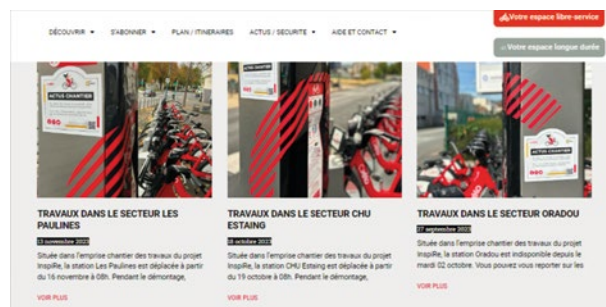 Votre espace libre-service
DÉCOUVRIR S'ABONNER PLAN / ITINERAIRES ACTUS / SECURITE AIDE ET CONTACT
Votre espace longue durée
ACTUS CHANTIER
ACTUS CHANTIER
TRAVAUX DANS LE SECTEUR LES PAULINES
13 novembre 2023
Située dans l'emprise chantier des travaux du projet
InspiRe, la station Les Paulines est déplacée à partir
du 16 novembre à 08h. Pendant le démontage,
VOIR PLUS
TRAVAUX DANS LE SECTEUR CHU
ESTAING
18 octobre 2023
Située dans l'emprise chantier des travaux du projet
InspiRe, la station CHU Estaing est déplacée à partir
du 19 octobre à 08h. Pendant le démontage,
VOIR PLUS
TRAVAUX DANS LE SECTEUR ORADOU
27 septembre 2023
Située dans l'emprise chantier des travaux du projet
InspiRe, la station Oradou est indisponible depuis le
mardi 02 octobre. Vous pouvez vous reporter sur les
VOIR PLUS